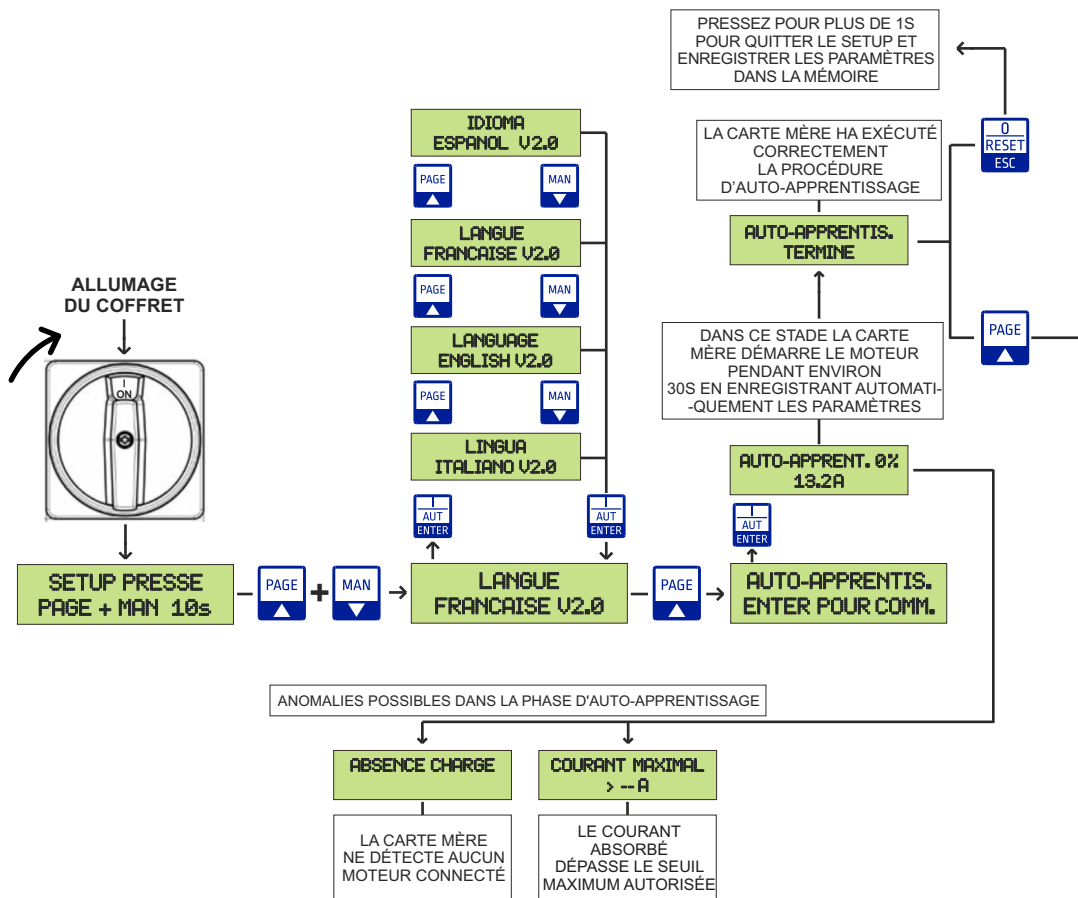 PRESSEZ POUR PLUS DE 1S
POUR QUITTER LE SETUP ET
ENREGISTRER LES PARAMÈTRES
DANS LA MÉMOIRE
0
RESET
ESC
IDIOMA
ESPANOL V2.0
PAGE
MAN
LANGUE
FRANCAISE V2.0
PAGE
MAN
LANGUAGE
ENGLISH V2.0
PAGE
MAN
LINGUA
ITALIANO V2.0
I
AUT
ENTER
I
AUT
ENTER
LA CARTE MÈRE HA EXÉCUTÉ
CORRECTEMENT
LA PROCÉDURE
D'AUTO-APPRENTISSAGE
AUTO-APPRENTIS.
TERMINE
PAGE
DANS CE STADE LA CARTE
MÈRE DÉMARRE LE MOTEUR
PENDANT ENVIRON
30S EN ENREGISTRANT AUTOMATI-
-QUEMENT LES PARAMÈTRES
AUTO-APPRENT. 0%
13.2A
I
AUT
ENTER
ALLUMAGE
DU COFFRET
I
ON
SETUP PRESSE
PAGE + MAN 10s
PAGE
+
MAN
LANGUE
FRANCAISE V2.0
PAGE
AUTO-APPRENTIS.
ENTER POUR COMM.
ANOMALIES POSSIBLES DANS LA PHASE D'AUTO-APPRENTISSAGE
ABSENCE CHARGE
LA CARTE MÈRE
NE DÉTECTE AUCUN
MOTEUR CONNECTÉ
COURANT MAXIMAL
> -- A
LE COURANT
ABSORBÉ
DÉPASSE LE SEUIL
MAXIMUM AUTORISÉE